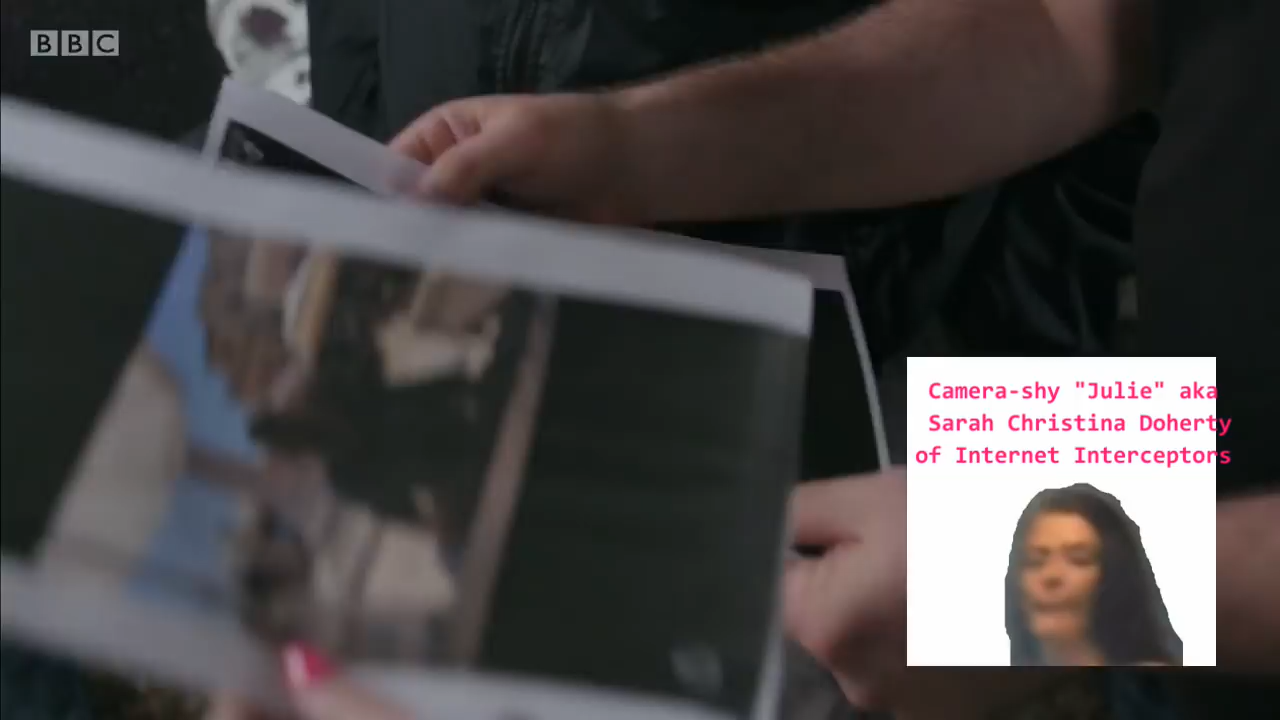 BBC
Camera-shy "Julie" aka
Sarah Christina Doherty
of Internet Interceptors